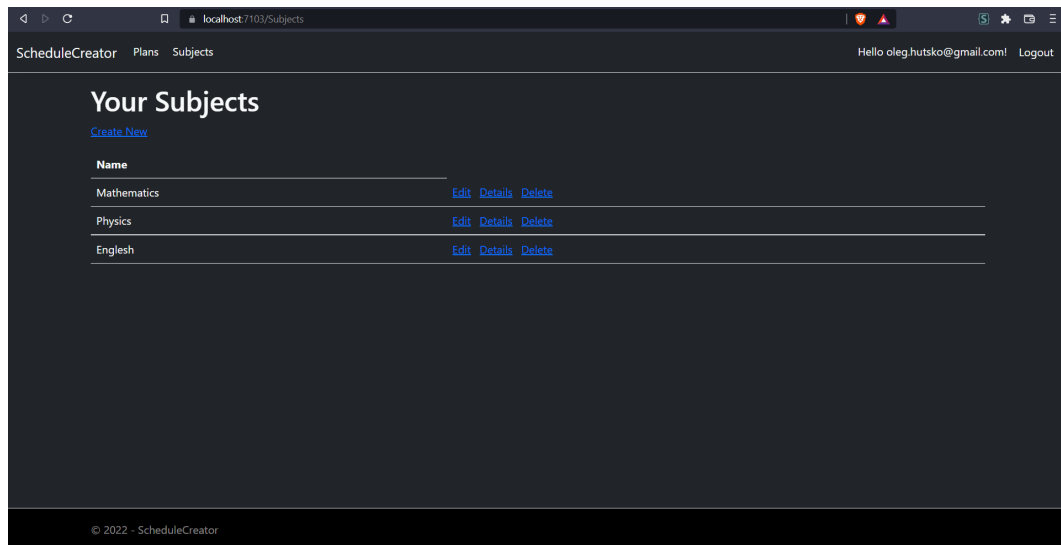 localhost:7103/Subjects
ScheduleCreator Plans Subjects Hello oleg.hutsko@gmail.com! Logout
Your Subjects
Create New
Name
Mathematics Edit Details Delete
Physics Edit Details Delete
Englesh Edit Details Delete
© 2022 - ScheduleCreator